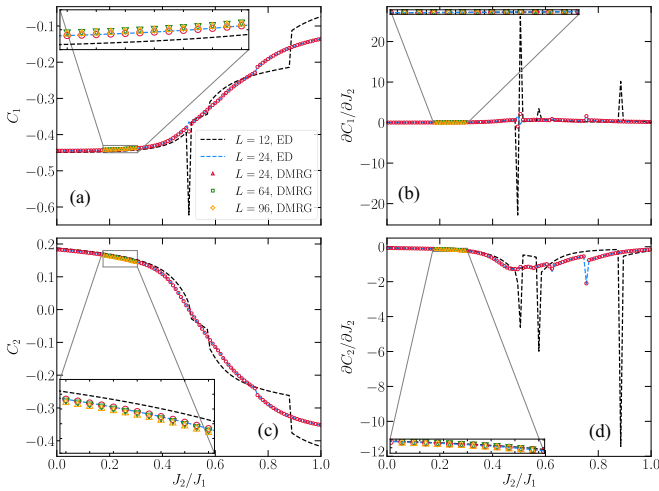 −0.1
−0.2
−0.3
−0.4
−0.5
−0.6
C₁
(a)
L = 12, ED
L = 24, ED
L = 24, DMRG
L = 64, DMRG
L = 96, DMRG
20
10
0
−10
−20
∂C₁/∂J₂
(b)
0.2
0.1
0.0
−0.1
−0.2
−0.3
−0.4
C₂
(c)
0.0 0.2 0.4 0.6 0.8 1.0
J₂/J₁
0
−2
−4
−6
−8
−10
−12
∂C₂/∂J₂
(d)
0.0 0.2 0.4 0.6 0.8 1.0
J₂/J₁